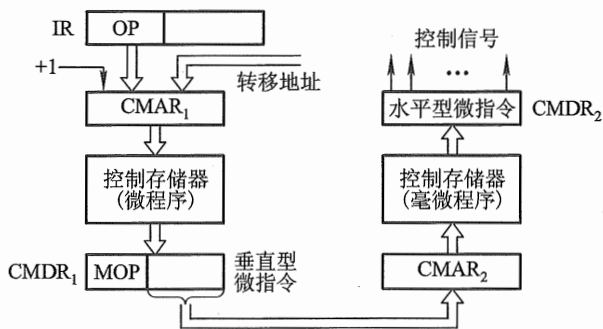 IR OP
控制信号
+1
转移地址
…
CMAR₁
水平型微指令 CMDR₂
控制存储器
(微程序)
控制存储器
(毫微程序)
CMDR₁ MOP
垂直型
微指令
CMAR₂